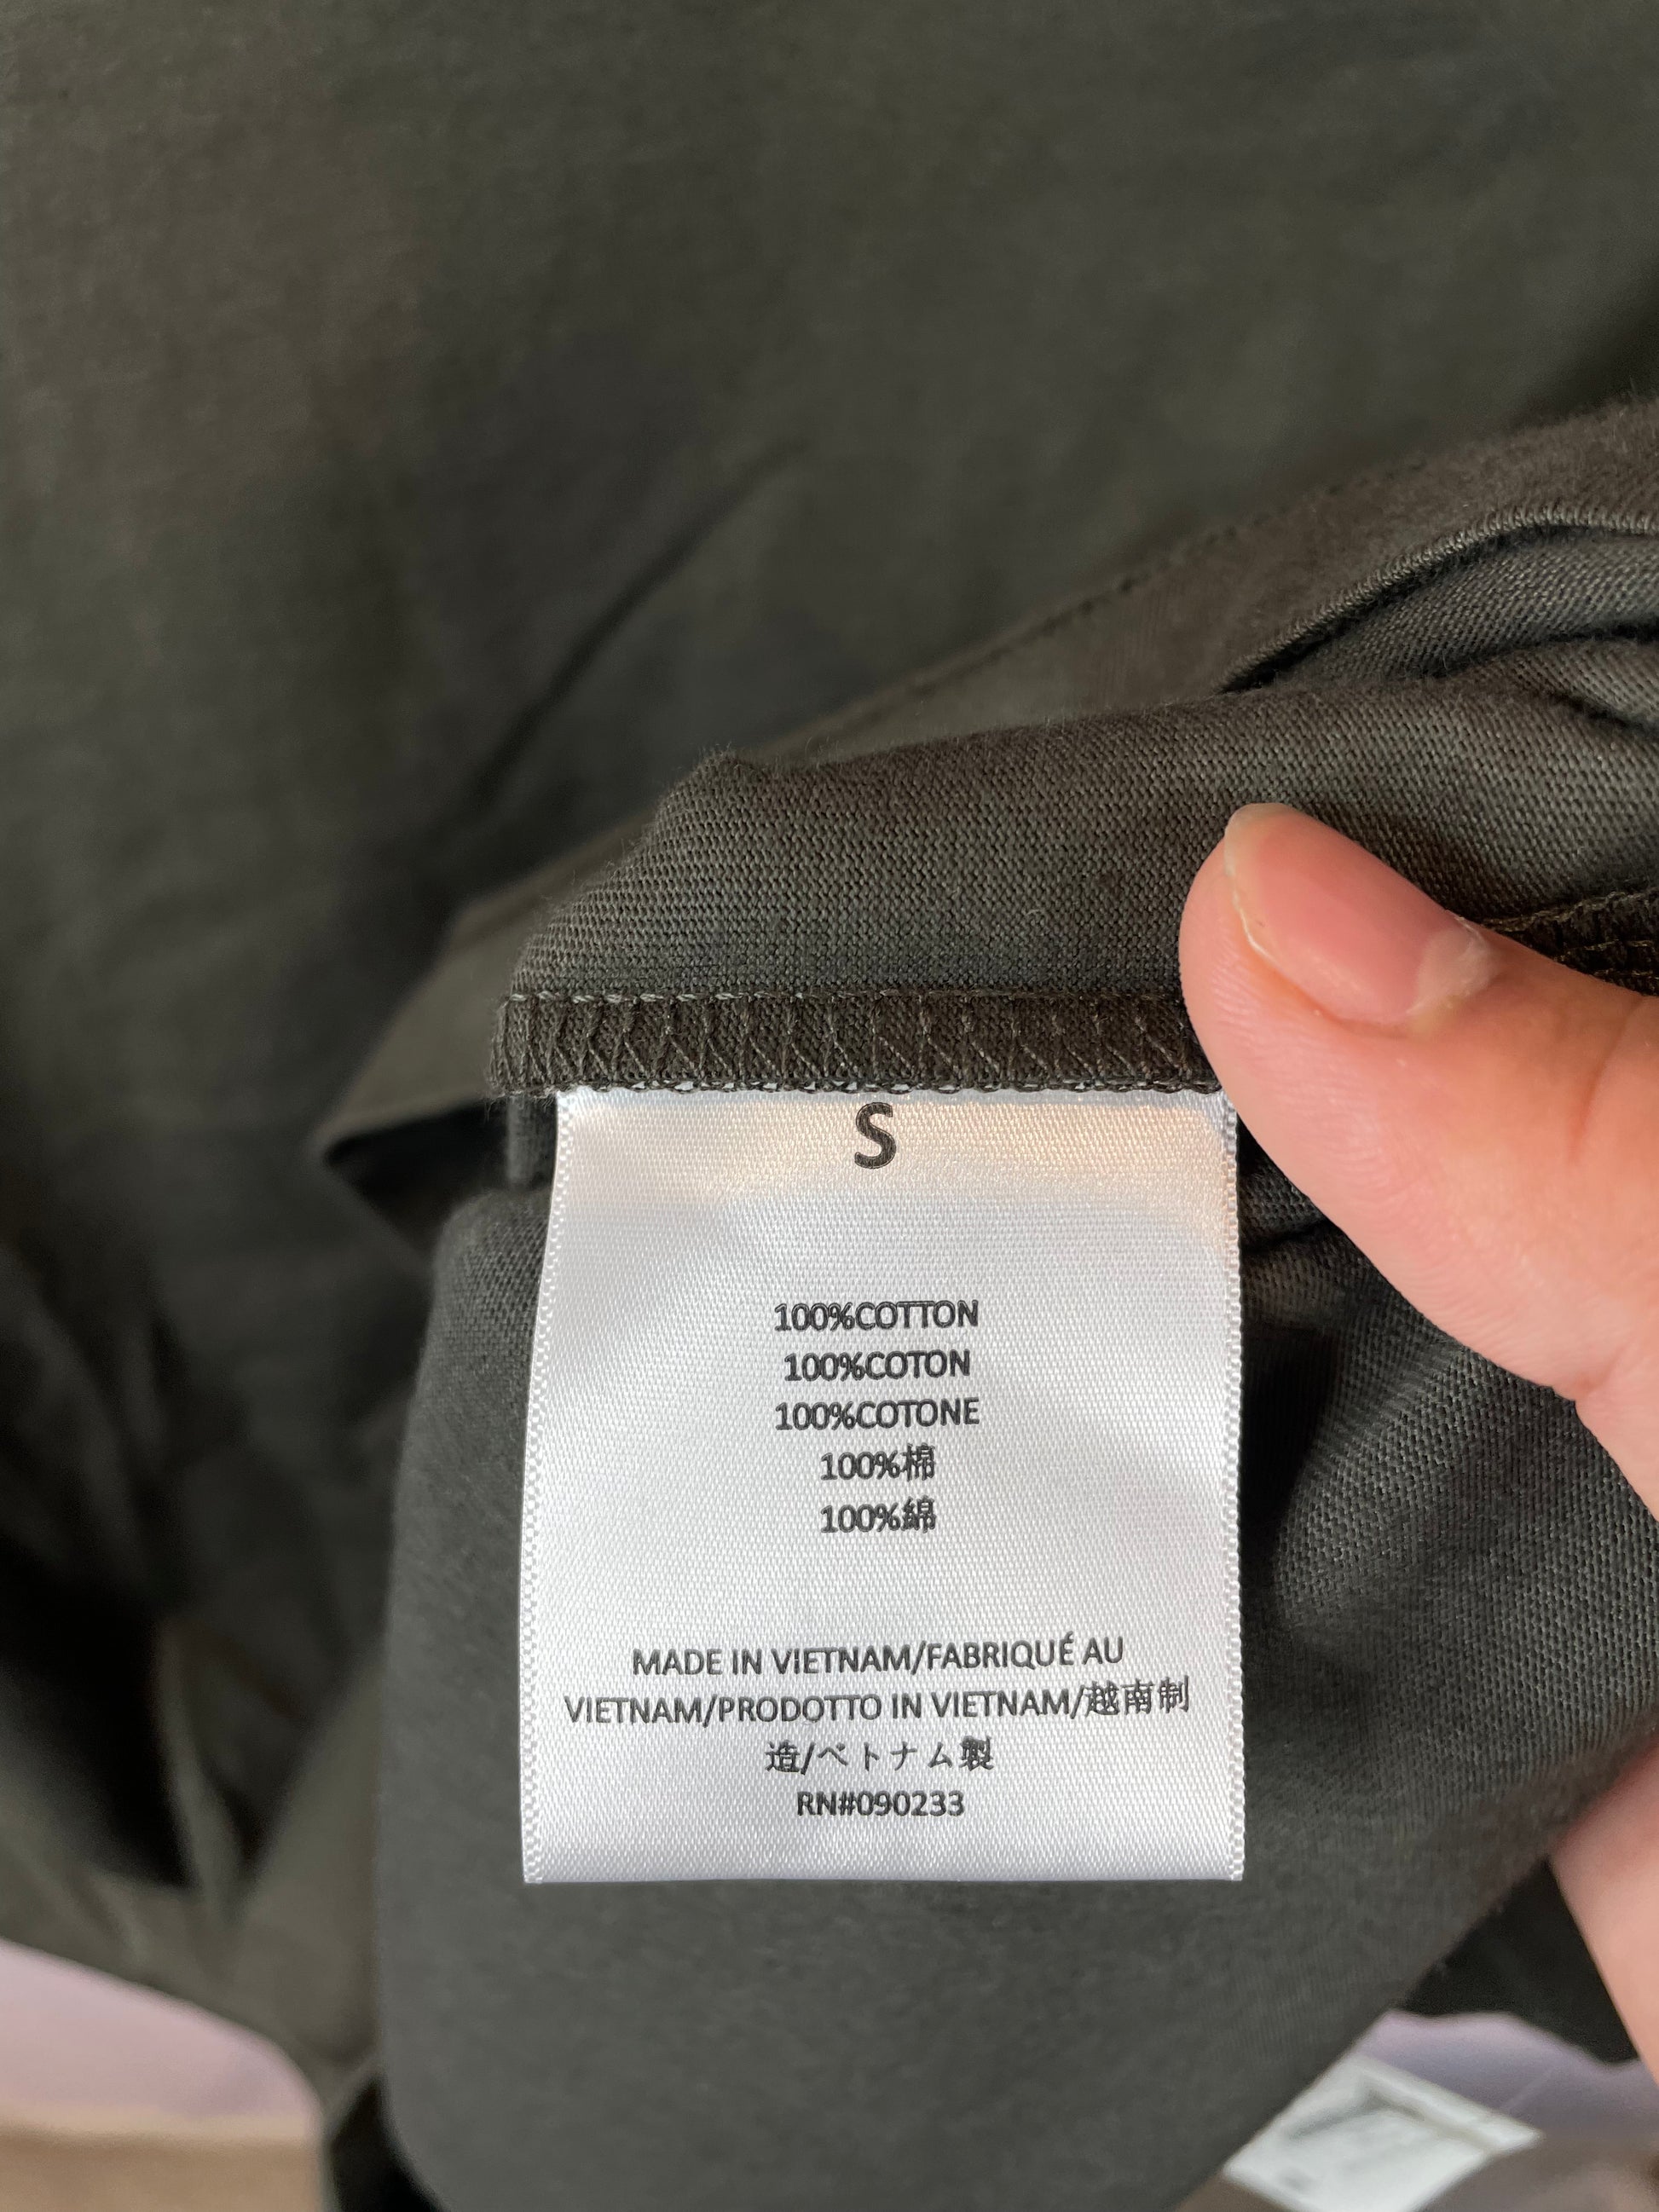 S
100%COTTON
100%COTON
100%COTONE
100%棉
100%綿
MADE IN VIETNAM/FABRIQUÉ AU
VIETNAM/PRODOTTO IN VIETNAM/越南制
造/ベトナム製
RN#090233